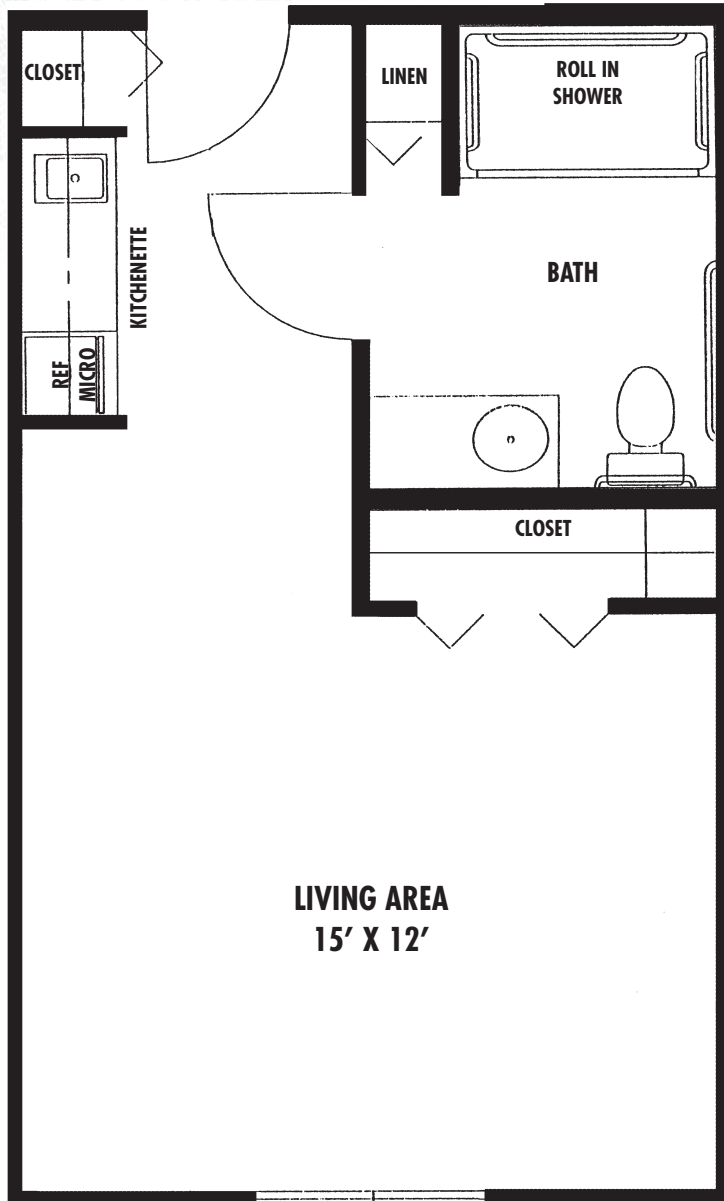 CLOSET
LINEN
ROLL IN
SHOWER
KITCHENETTE
BATH
REF
MICRO
CLOSET
LIVING AREA
15’ X 12’